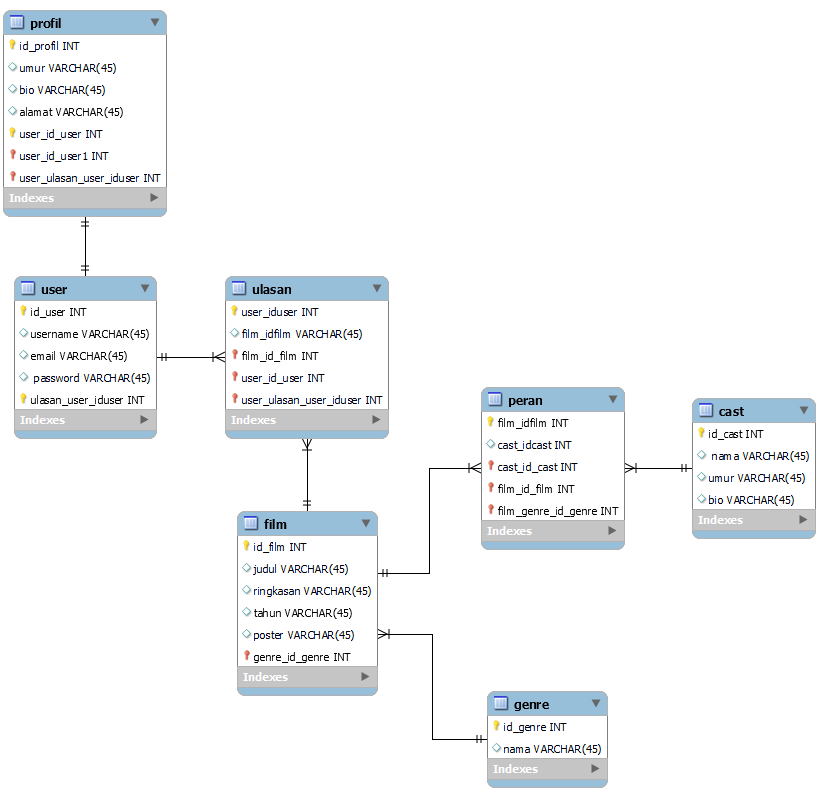 profil
id_profil INT
umur VARCHAR(45)
bio VARCHAR(45)
alamat VARCHAR(45)
user_id_user INT
user_id_user1 INT
user_ulasan_user_iduser INT
Indexes
user
id_user INT
username VARCHAR(45)
email VARCHAR(45)
password VARCHAR(45)
ulasan_user_iduser INT
Indexes
ulasan
user_iduser INT
film_idfilm VARCHAR(45)
film_id_film INT
user_id_user INT
user_ulasan_user_iduser INT
Indexes
peran
film_idfilm INT
cast_idcast INT
cast_id_cast INT
film_id_film INT
film_genre_id_genre INT
Indexes
cast
id_cast INT
nama VARCHAR(45)
umur VARCHAR(45)
bio VARCHAR(45)
Indexes
film
id_film INT
judul VARCHAR(45)
ringkasan VARCHAR(45)
tahun VARCHAR(45)
poster VARCHAR(45)
genre_id_genre INT
Indexes
genre
id_genre INT
nama VARCHAR(45)
Indexes